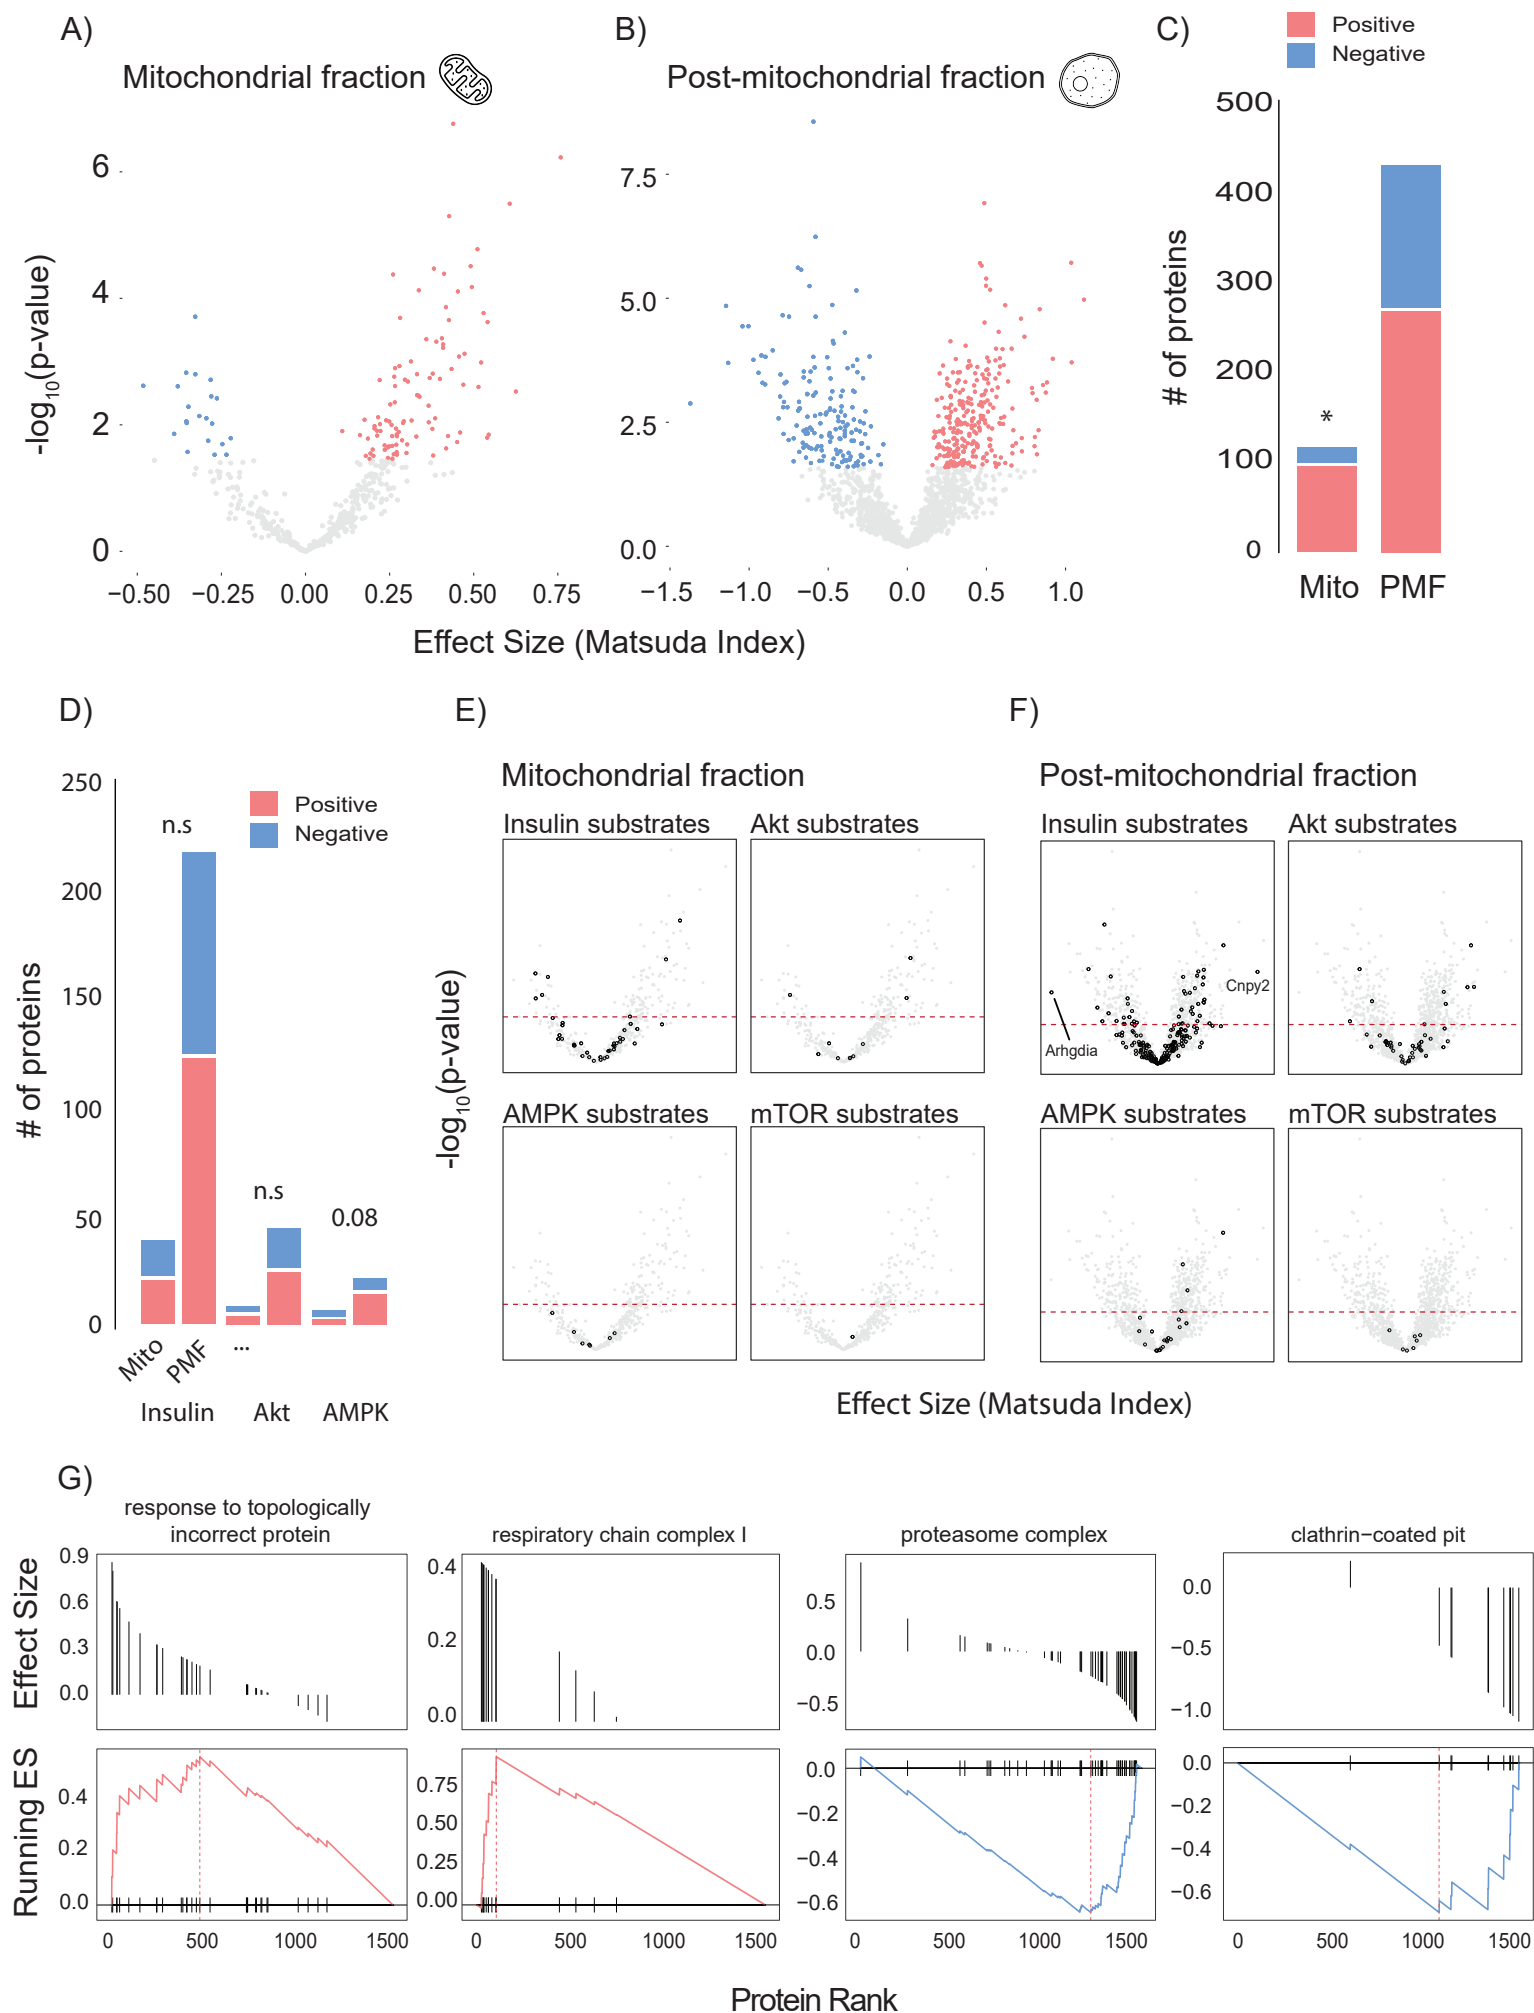 A)
B)
C)
Positive
Negative
Mitochondrial fraction
Post-mitochondrial fraction
-log10(p-value)
6
4
2
0
−0.50
−0.25
0.00
0.25
0.50
0.75
7.5
5.0
2.5
0.0
−1.5
−1.0
−0.5
0.0
0.5
1.0
Effect Size (Matsuda Index)
# of proteins
500
400
300
200
100
0
*
Mito
PMF
D)
E)
F)
# of proteins
250
200
150
100
50
0
Positive
Negative
n.s
n.s
0.08
Mito
PMF
...
Insulin
Akt
AMPK
-log10(p-value)
Mitochondrial fraction
Insulin substrates
Akt substrates
AMPK substrates
mTOR substrates
Post-mitochondrial fraction
Insulin substrates
Akt substrates
Cnpy2
Arhgdia
AMPK substrates
mTOR substrates
Effect Size (Matsuda Index)
G)
response to topologically
incorrect protein
respiratory chain complex I
proteasome complex
clathrin−coated pit
Effect Size
0.9
0.6
0.3
0.0
0.4
0.2
0.0
0.5
0.0
−0.5
0.0
−0.5
−1.0
Running ES
0.4
0.2
0.0
0.75
0.50
0.25
0.00
0.0
−0.2
−0.4
−0.6
0.0
−0.2
−0.4
−0.6
0
500
1000
1500
0
500
1000
1500
0
500
1000
1500
0
500
1000
1500
Protein Rank